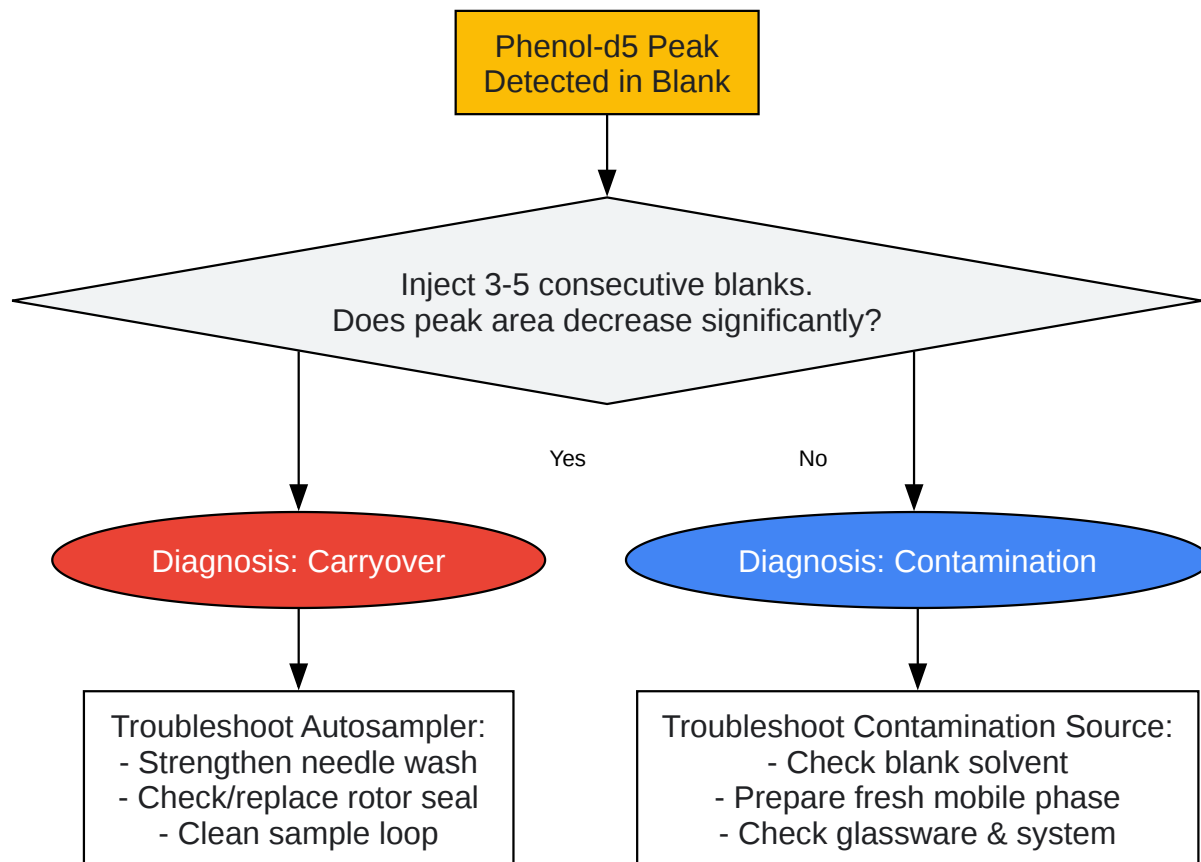 Phenol-d5 Peak
Detected in Blank
Inject 3-5 consecutive blanks.
Does peak area decrease significantly?
Yes
No
Diagnosis: Carryover
Diagnosis: Contamination
Troubleshoot Autosampler:
- Strengthen needle wash
- Check/replace rotor seal
- Clean sample loop
Troubleshoot Contamination Source:
- Check blank solvent
- Prepare fresh mobile phase
- Check glassware & system